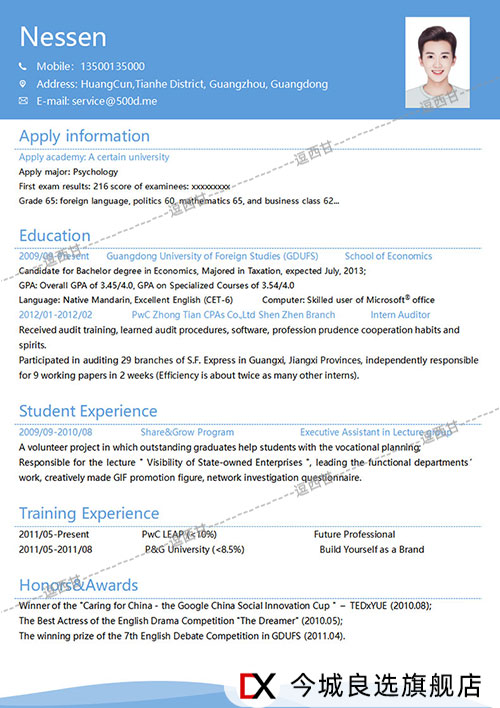 Nessen
Mobile: 13500135000
Address: HuangCun,Tianhe District, Guangzhou, Guangdong
E-mail: service@500d.me
Apply information
Apply academy: A certain university
Apply major: Psychology
First exam results: 216 score of examinees: xxxxxxxxx
Grade 65: foreign language, politics 60, mathematics 65, and business class 62...
Education
2009/09-Present Guangdong University of Foreign Studies (GDUFS) School of Economics
Candidate for Bachelor degree in Economics, Majored in Taxation, expected July, 2013;
GPA: Overall GPA of 3.45/4.0, GPA on Specialized Courses of 3.54/4.0
Language: Native Mandarin, Excellent English (CET-6) Computer: Skilled user of Microsoft® office
2012/01-2012/02 PwC Zhong Tian CPAs Co.,Ltd Shen Zhen Branch Intern Auditor
Received audit training, learned audit procedures, software, profession prudence cooperation habits and
spirits.
Participated in auditing 29 branches of S.F. Express in Guangxi, Jiangxi Provinces, independently responsible
for 9 working papers in 2 weeks (Efficiency is about twice as many other interns).
Student Experience
2009/09-2010/08 Share&Grow Program Executive Assistant in Lecture group
A volunteer project in which outstanding graduates help students with the vocational planning;
Responsible for the lecture " Visibility of State-owned Enterprises ", leading the functional departments'
work, creatively made GIF promotion figure, network investigation questionnaire.
Training Experience
2011/05-Present PwC LEAP (<10%) Future Professional
2011/05-2011/08 P&G University (<8.5%) Build Yourself as a Brand
Honors&Awards
Winner of the "Caring for China - the Google China Social Innovation Cup " – TEDxYUE (2010.08);
The Best Actress of the English Drama Competition "The Dreamer" (2010.05);
The winning prize of the 7th English Debate Competition in GDUFS (2011.04).
逗西甘
逗西甘
逗西甘
逗西甘
逗西甘
逗西甘
DX 今城良选旗舰店